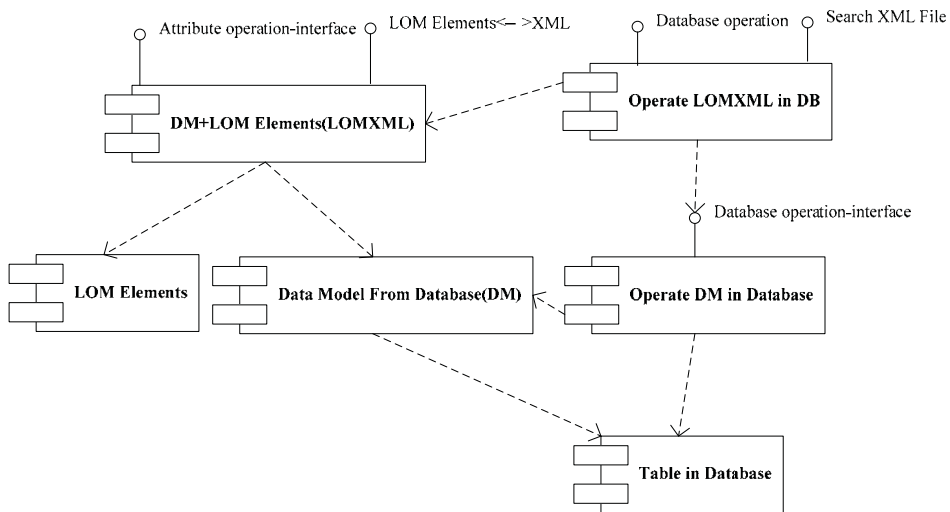 Attribute operation-interface
LOM Elements<-->XML
Database operation
Search XML File
DM+LOM Elements(LOMXML)
Operate LOMXML in DB
Database operation-interface
LOM Elements
Data Model From Database(DM)
Operate DM in Database
Table in Database